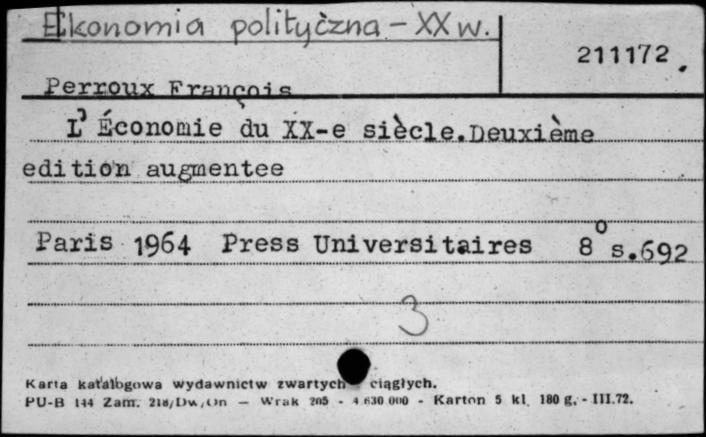 Ekonomia polityczna - XX w.
211172.
Perroux François
L'Économie du XX-e siècle.Deuxième
edition augmentee
Paris 1964 Press Universitaires 8° s.692
3
Karta katalogowa wydawnictw zwartych ciągłych.
PU-B 144 Zam. 218/Dw/On — Wrak 205 - 4.630.000 - Karton 5 kl. 180 g. - III.72.